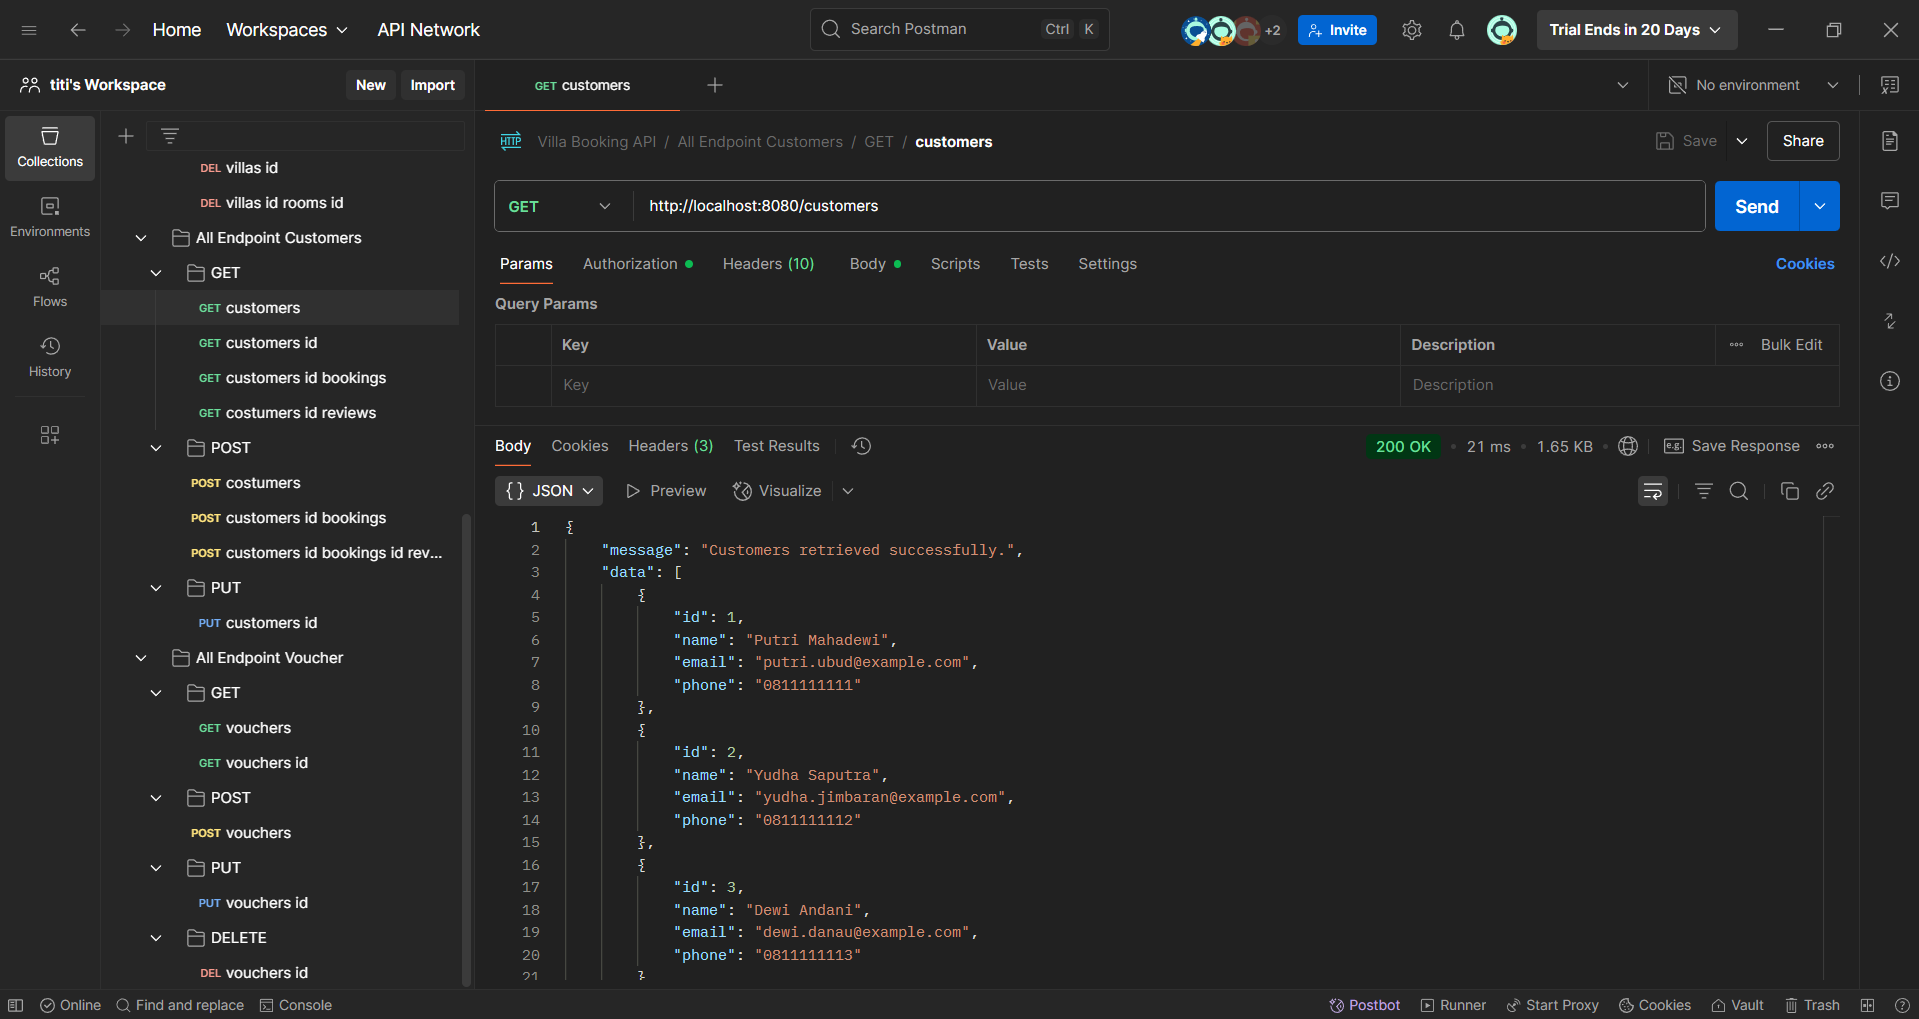 Home
Workspaces
API Network
Search Postman
Ctrl
K
+2
Invite
Trial Ends in 20 Days
titi's Workspace
New
Import
GET customers
No environment
Collections
Environments
Flows
History
DEL villas id
DEL villas id rooms id
All Endpoint Customers
GET
GET customers
GET customers id
GET customers id bookings
GET costumers id reviews
POST
POST costumers
POST customers id bookings
POST customers id bookings id rev...
PUT
PUT customers id
All Endpoint Voucher
GET
GET vouchers
GET vouchers id
POST
POST vouchers
PUT
PUT vouchers id
DELETE
DEL vouchers id
HTTP
Villa Booking API / All Endpoint Customers / GET / customers
Save
Share
GET
http://localhost:8080/customers
Send
Params
Authorization
Headers (10)
Body
Scripts
Tests
Settings
Cookies
Query Params
Key
Value
Description
Bulk Edit
Key
Value
Description
Body
Cookies
Headers (3)
Test Results
200 OK
21 ms
1.65 KB
e.g.
Save Response
{} JSON
Preview
Visualize
1 {
2 "message": "Customers retrieved successfully.",
3 "data": [
4 {
5 "id": 1,
6 "name": "Putri Mahadewi",
7 "email": "putri.ubud@example.com",
8 "phone": "0811111111"
9 },
10 {
11 "id": 2,
12 "name": "Yudha Saputra",
13 "email": "yudha.jimbaran@example.com",
14 "phone": "0811111112"
15 },
16 {
17 "id": 3,
18 "name": "Dewi Andani",
19 "email": "dewi.danau@example.com",
20 "phone": "0811111113"
21 }
Online
Find and replace
Console
Postbot
Runner
Start Proxy
Cookies
Vault
Trash